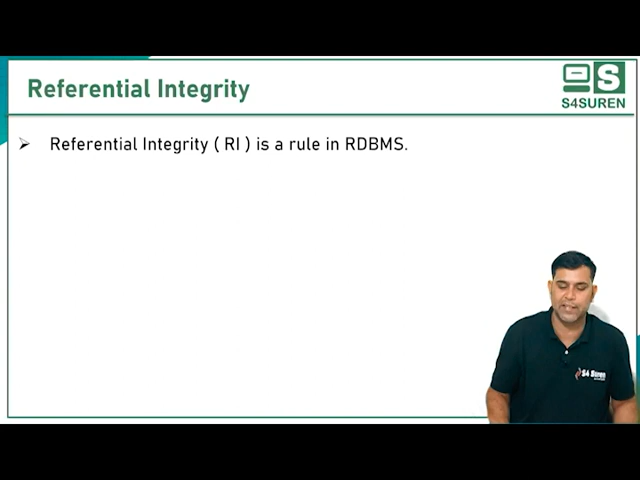 Referential Integrity
S4SUREN
➢ Referential Integrity ( RI ) is a rule in RDBMS.
S4 Suren